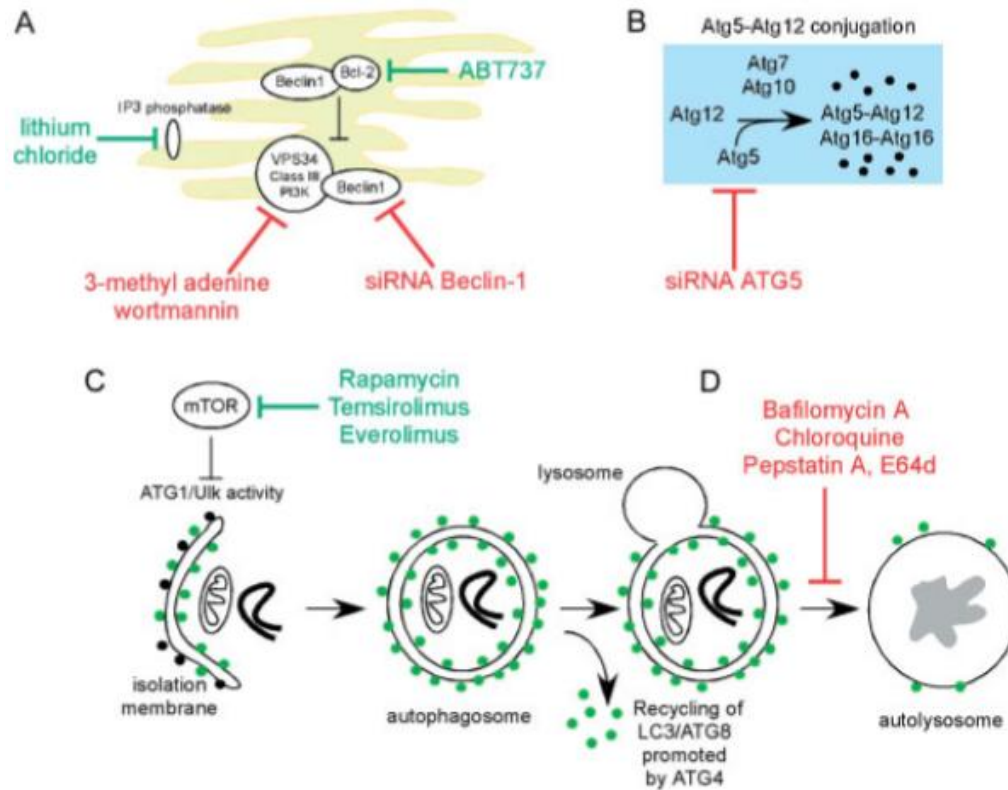 A
Beclin1
Bcl-2
ABT737
IP3 phosphatase
lithium
chloride
VPS34
Class III
PI3K
Beclin1
3-methyl adenine
wortmannin
siRNA Beclin-1
B
Atg5-Atg12 conjugation
Atg7
Atg10
Atg12
Atg5
Atg5-Atg12
Atg16-Atg16
siRNA ATG5
C
mTOR
Rapamycin
Temsirolimus
Everolimus
ATG1/Ulk activity
isolation
membrane
autophagosome
D
lysosome
Bafilomycin A
Chloroquine
Pepstatin A, E64d
Recycling of
LC3/ATG8
promoted
by ATG4
autolysosome